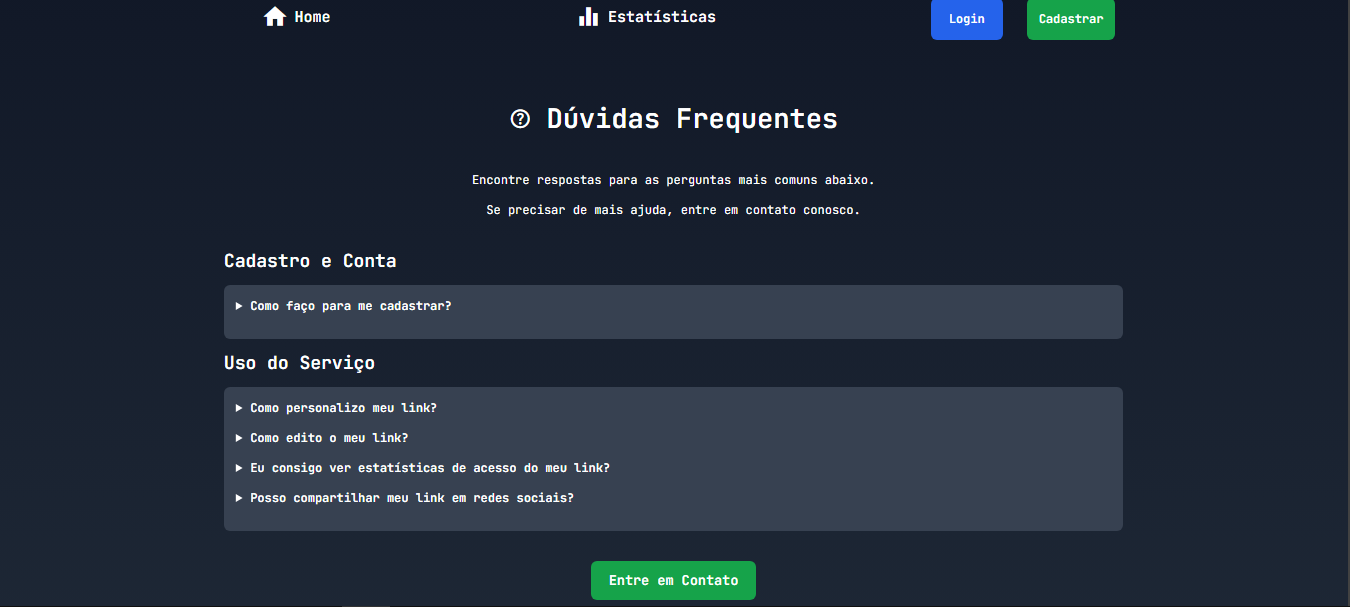 Home
Estatísticas
Login
Cadastrar
Dúvidas Frequentes
Encontre respostas para as perguntas mais comuns abaixo.
Se precisar de mais ajuda, entre em contato conosco.
Cadastro e Conta
Como faço para me cadastrar?
Uso do Serviço
Como personalizo meu link?
Como edito o meu link?
Eu consigo ver estatísticas de acesso do meu link?
Posso compartilhar meu link em redes sociais?
Entre em Contato